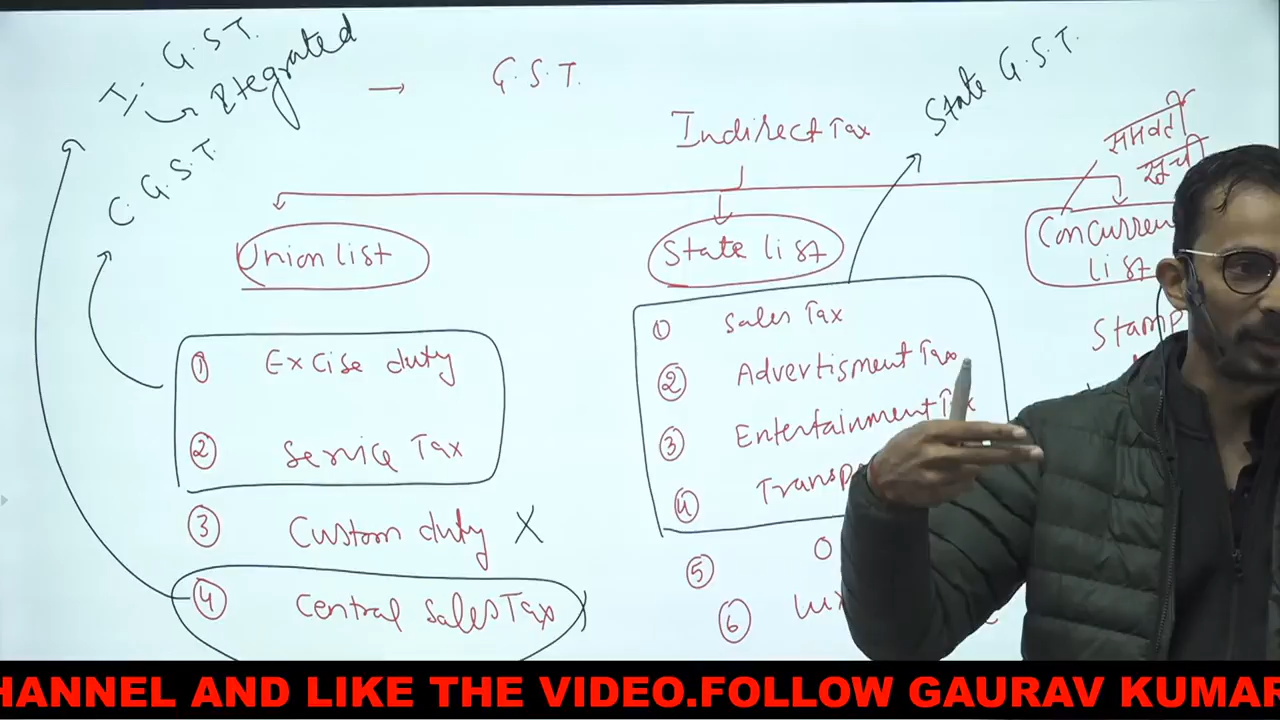 I. G.S.T.
Integrated
→ G.S.T.
C. G.S.T.
State G.S.T.
Indirect Tax
समवर्ती
सूची
Union list
State list
Concurren
list
① Excise duty
② Service Tax
③ Custom duty X
④ Central Sales Tax X
① Sales Tax
② Advertisment Tax
③ Entertainment Tax
④ Transp
⑤ O
⑥ Lux
Stamp
HANNEL AND LIKE THE VIDEO.FOLLOW GAURAV KUMAR